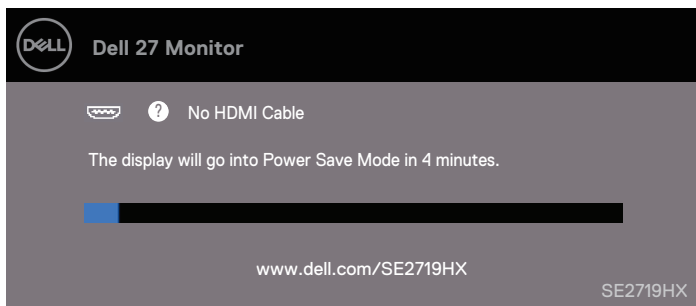 DELL
Dell 27 Monitor
? No HDMI Cable
The display will go into Power Save Mode in 4 minutes.
www.dell.com/SE2719HX
SE2719HX